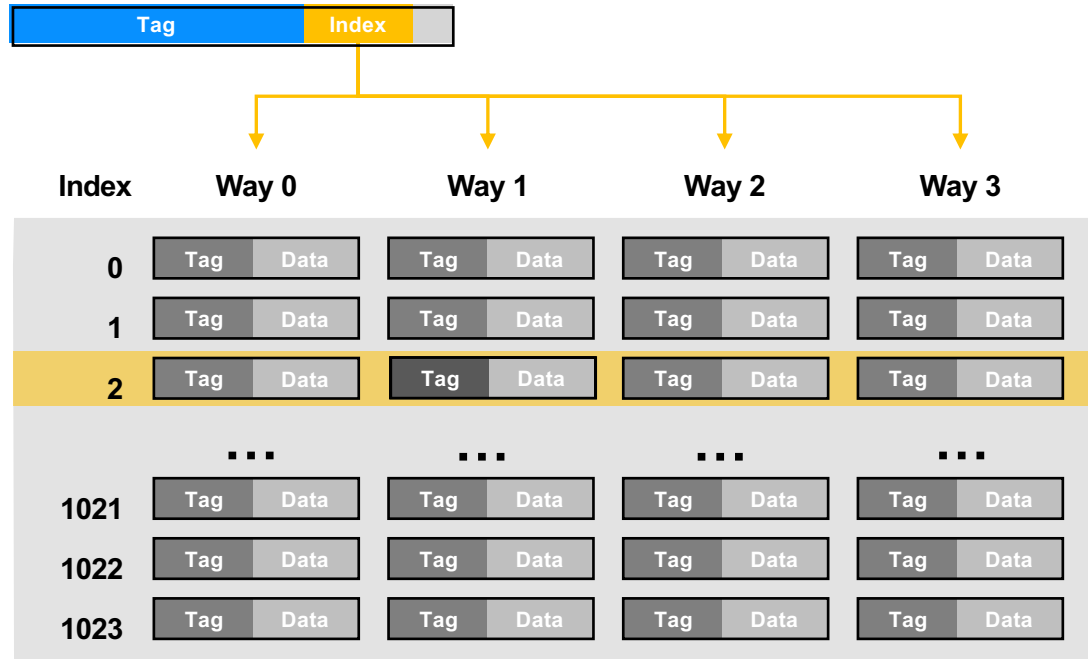 Tag Index
Index Way 0 Way 1 Way 2 Way 3
0 Tag Data Tag Data Tag Data Tag Data
1 Tag Data Tag Data Tag Data Tag Data
2 Tag Data Tag Data Tag Data Tag Data
... ... ... ...
1021 Tag Data Tag Data Tag Data Tag Data
1022 Tag Data Tag Data Tag Data Tag Data
1023 Tag Data Tag Data Tag Data Tag Data